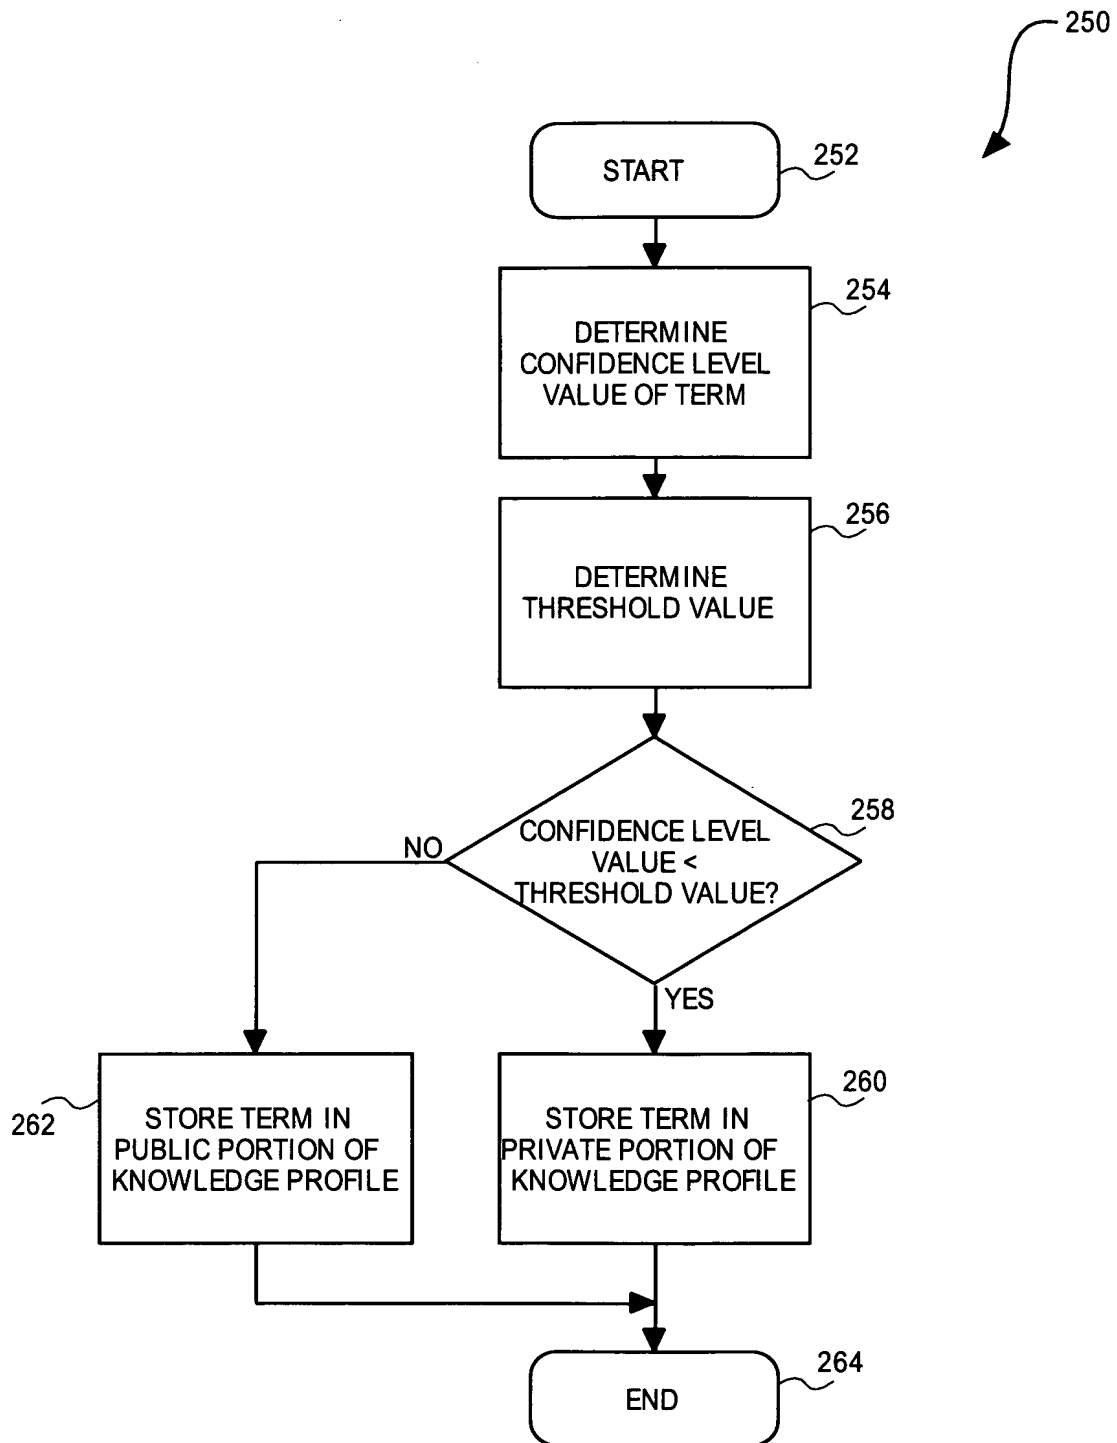 250
START
252
254
DETERMINE
CONFIDENCE LEVEL
VALUE OF TERM
256
DETERMINE
THRESHOLD VALUE
258
CONFIDENCE LEVEL
VALUE <
THRESHOLD VALUE?
NO
YES
262
STORE TERM IN
PUBLIC PORTION OF
KNOWLEDGE PROFILE
260
STORE TERM IN
PRIVATE PORTION OF
KNOWLEDGE PROFILE
264
END